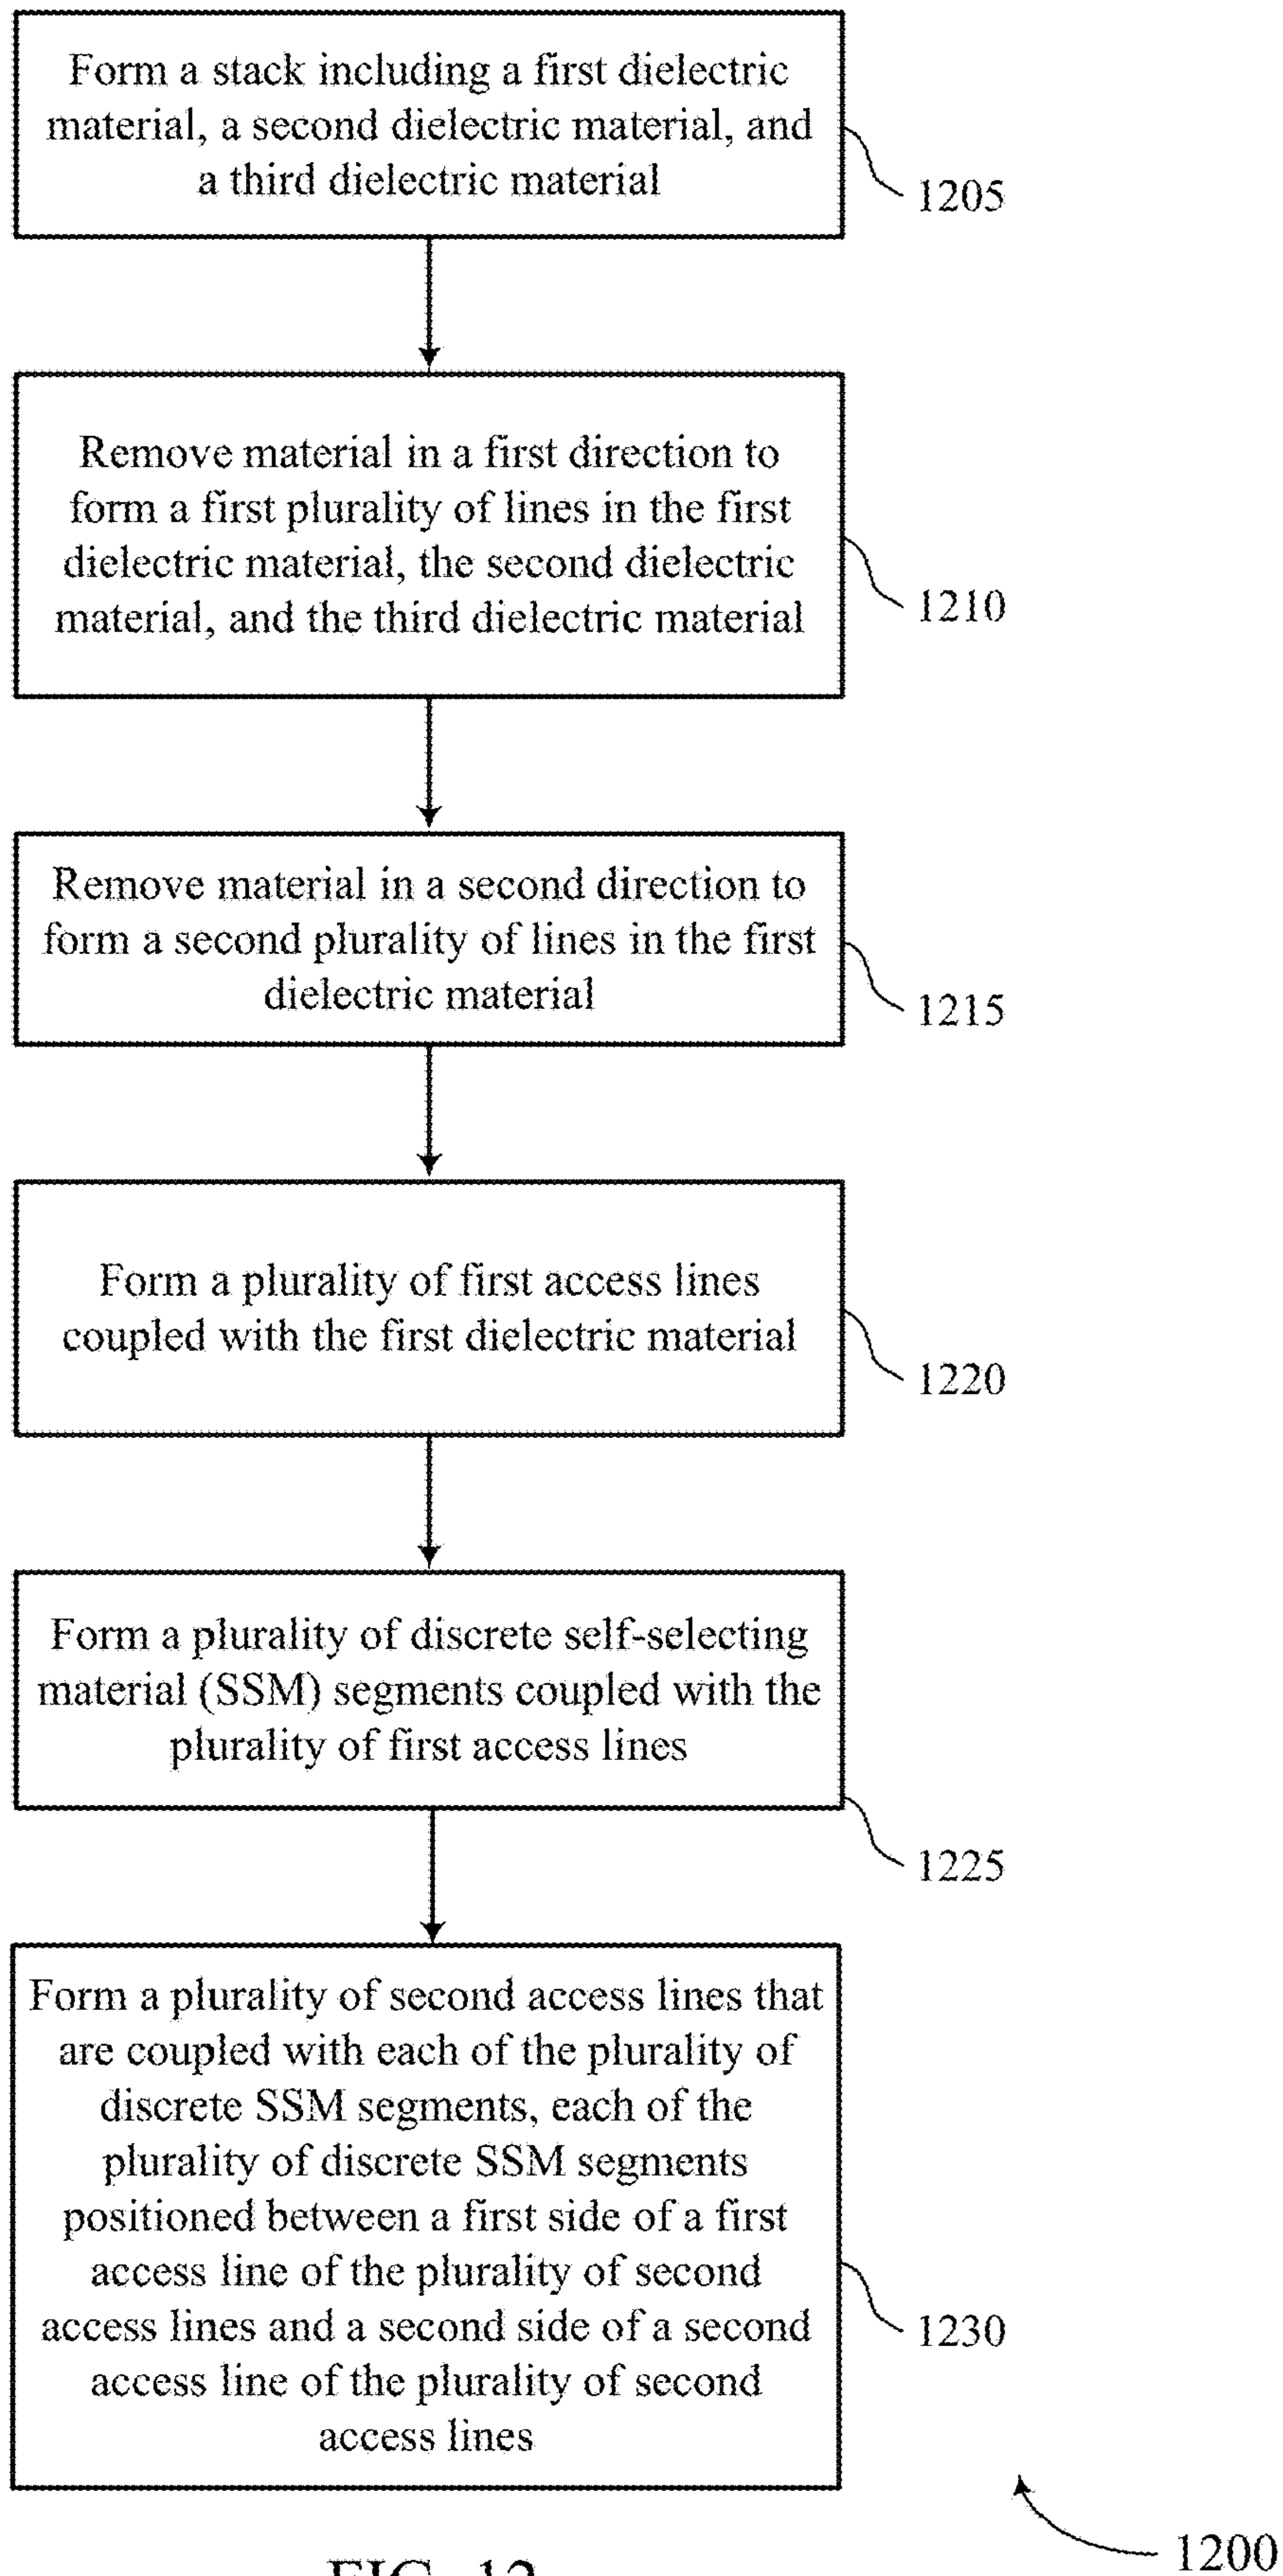 Form a stack including a first dielectric
material, a second dielectric material, and
a third dielectric material
1205
Remove material in a first direction to
form a first plurality of lines in the first
dielectric material, the second dielectric
material, and the third dielectric material
1210
Remove material in a second direction to
form a second plurality of lines in the first
dielectric material
1215
Form a plurality of first access lines
coupled with the first dielectric material
1220
Form a plurality of discrete self-selecting
material (SSM) segments coupled with the
plurality of first access lines
1225
Form a plurality of second access lines that
are coupled with each of the plurality of
discrete SSM segments, each of the
plurality of discrete SSM segments
positioned between a first side of a first
access line of the plurality of second
access lines and a second side of a second
access line of the plurality of second
access lines
1230
1200
FIG. 12